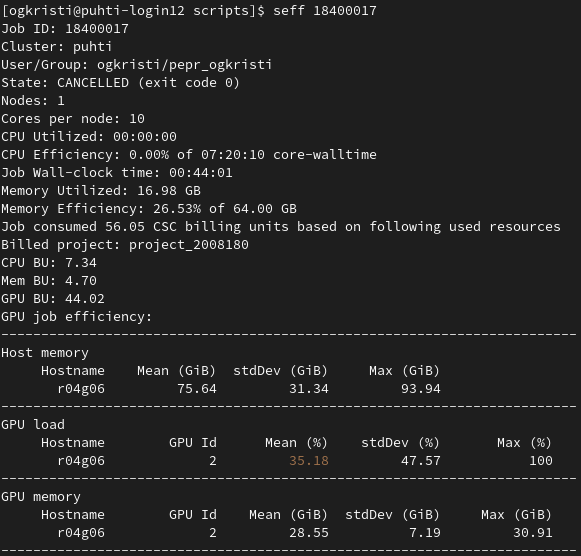 [ogkristi@puhti-login12 scripts]$ seff 18400017
Job ID: 18400017
Cluster: puhti
User/Group: ogkristi/pepr_ogkristi
State: CANCELLED (exit code 0)
Nodes: 1
Cores per node: 10
CPU Utilized: 00:00:00
CPU Efficiency: 0.00% of 07:20:10 core-walltime
Job Wall-clock time: 00:44:01
Memory Utilized: 16.98 GB
Memory Efficiency: 26.53% of 64.00 GB
Job consumed 56.05 CSC billing units based on following used resources
Billed project: project_2008180
CPU BU: 7.34
Mem BU: 4.70
GPU BU: 44.02
GPU job efficiency:
------------------------------------------------------------------------
Host memory
     Hostname    Mean (GiB)  stdDev (GiB)     Max (GiB)
       r04g06         75.64         31.34         93.94
------------------------------------------------------------------------
GPU load
     Hostname        GPU Id      Mean (%)    stdDev (%)       Max (%)
       r04g06             2         35.18         47.57           100
------------------------------------------------------------------------
GPU memory
     Hostname        GPU Id    Mean (GiB)  stdDev (GiB)     Max (GiB)
       r04g06             2         28.55          7.19         30.91
------------------------------------------------------------------------